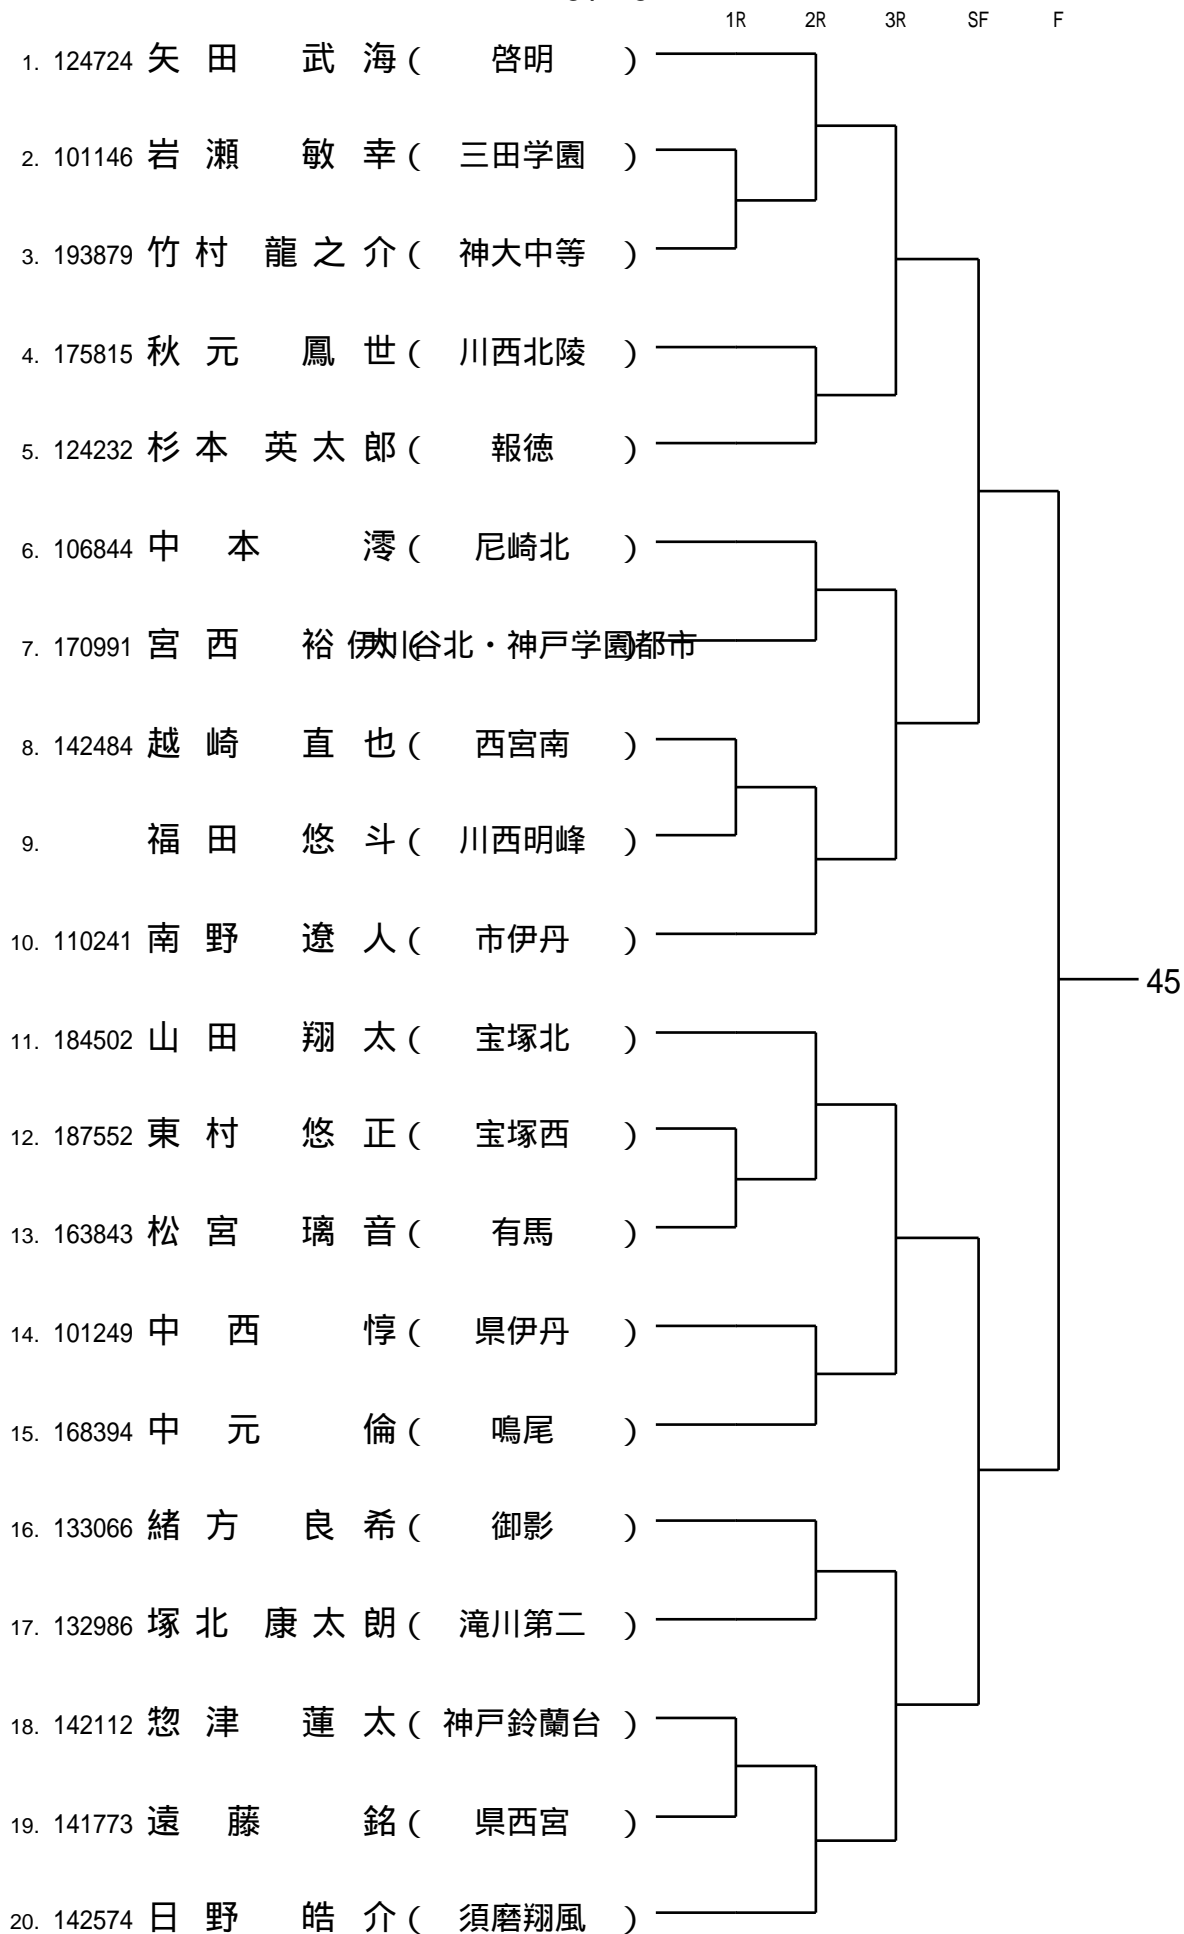 1R 2R 3R SF F
1. 124724 矢 田 武 海 ( 啓明 )
2. 101146 岩 瀬 敏 幸 ( 三田学園 )
3. 193879 竹 村 龍 之 介 ( 神大中等 )
4. 175815 秋 元 鳳 世 ( 川西北陵 )
5. 124232 杉 本 英 太 郎 ( 報徳 )
6. 106844 中 本 澪 ( 尼崎北 )
7. 170991 宮 西 裕 ( 伊川谷北・神戸学園都市 )
8. 142484 越 崎 直 也 ( 西宮南 )
9. 福 田 悠 斗 ( 川西明峰 )
10. 110241 南 野 遼 人 ( 市伊丹 )
45
11. 184502 山 田 翔 太 ( 宝塚北 )
12. 187552 東 村 悠 正 ( 宝塚西 )
13. 163843 松 宮 璃 音 ( 有馬 )
14. 101249 中 西 惇 ( 県伊丹 )
15. 168394 中 元 倫 ( 鳴尾 )
16. 133066 緒 方 良 希 ( 御影 )
17. 132986 塚 北 康 太 朗 ( 滝川第二 )
18. 142112 惣 津 蓮 太 ( 神戸鈴蘭台 )
19. 141773 遠 藤 銘 ( 県西宮 )
20. 142574 日 野 皓 介 ( 須磨翔風 )